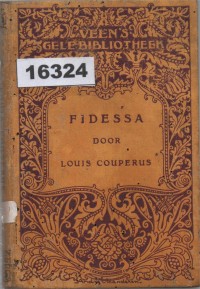 VEEN'S
GELE BIBLIOTHEEK
16324
FIDESSA
DOOR
LOUIS COUPERUS